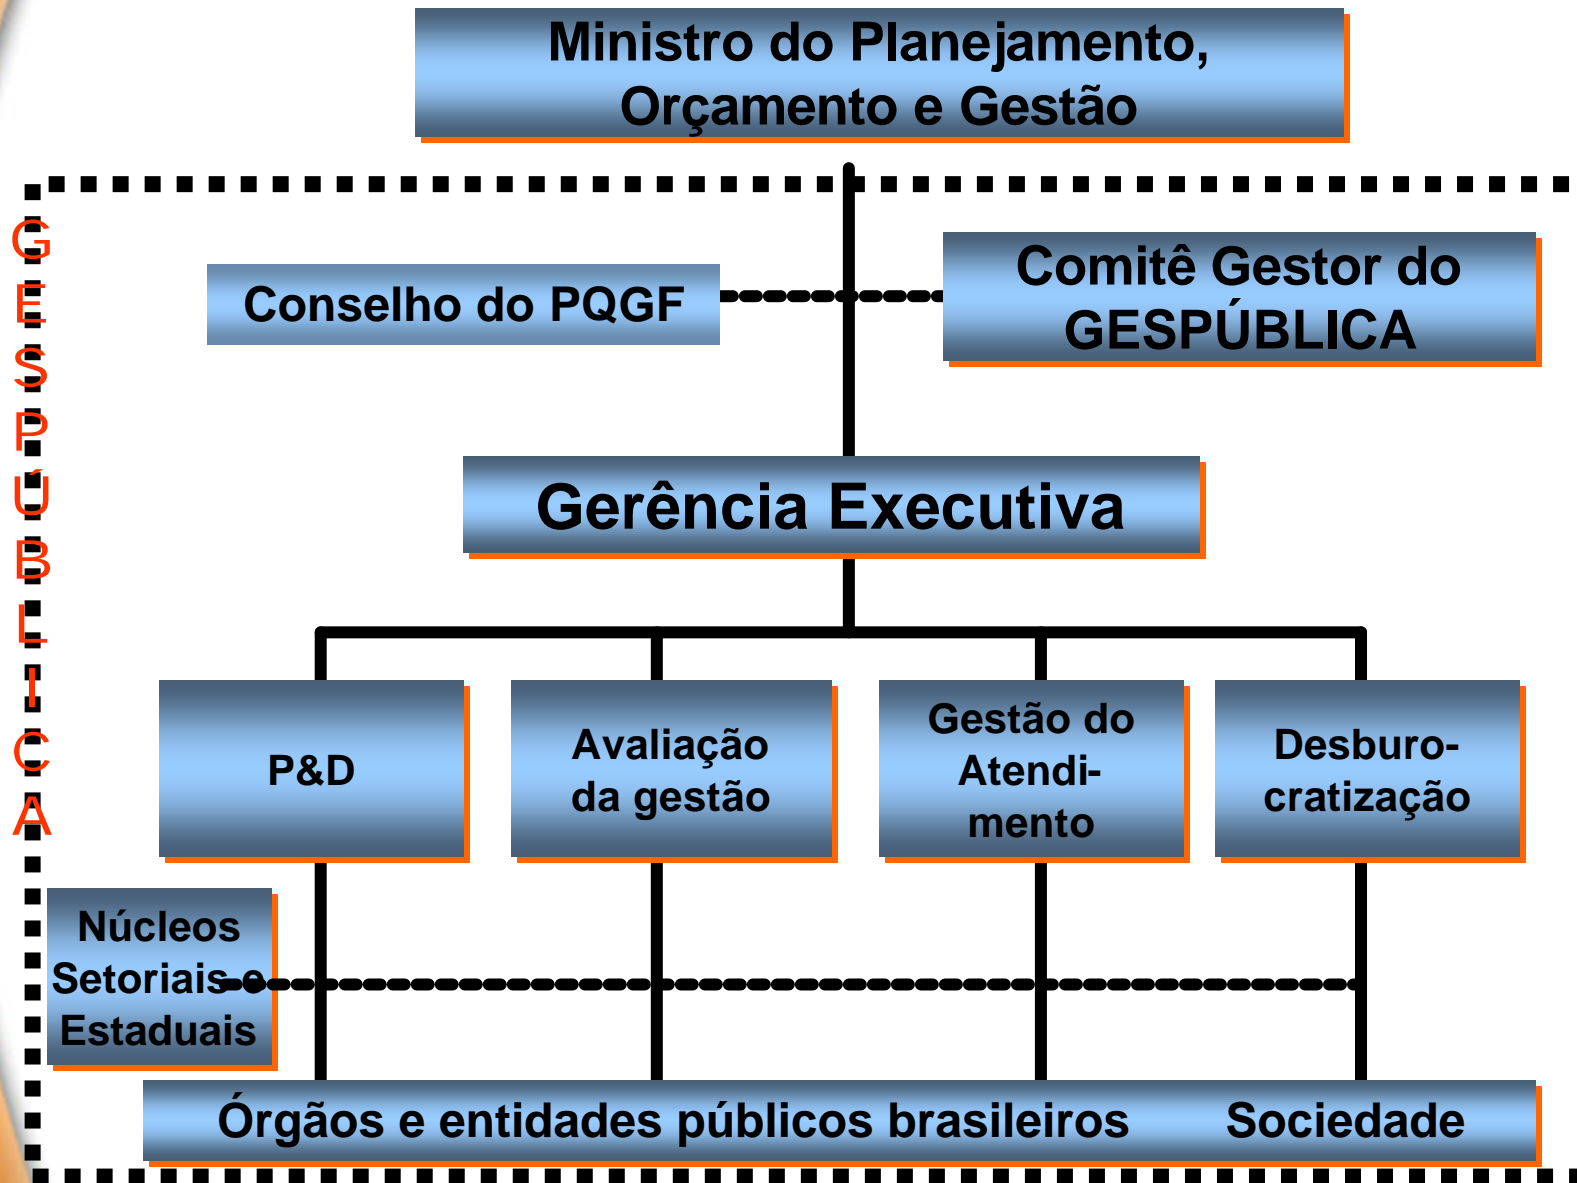 Ministro do Planejamento,
Orçamento e Gestão
GESPÚBLICA
Conselho do PQGF
Comitê Gestor do
GESPÚBLICA
Gerência Executiva
P&D
Avaliação
da gestão
Gestão do
Atendi-
mento
Desburo-
cratização
Núcleos
Setoriais e
Estaduais
Órgãos e entidades públicos brasileiros Sociedade